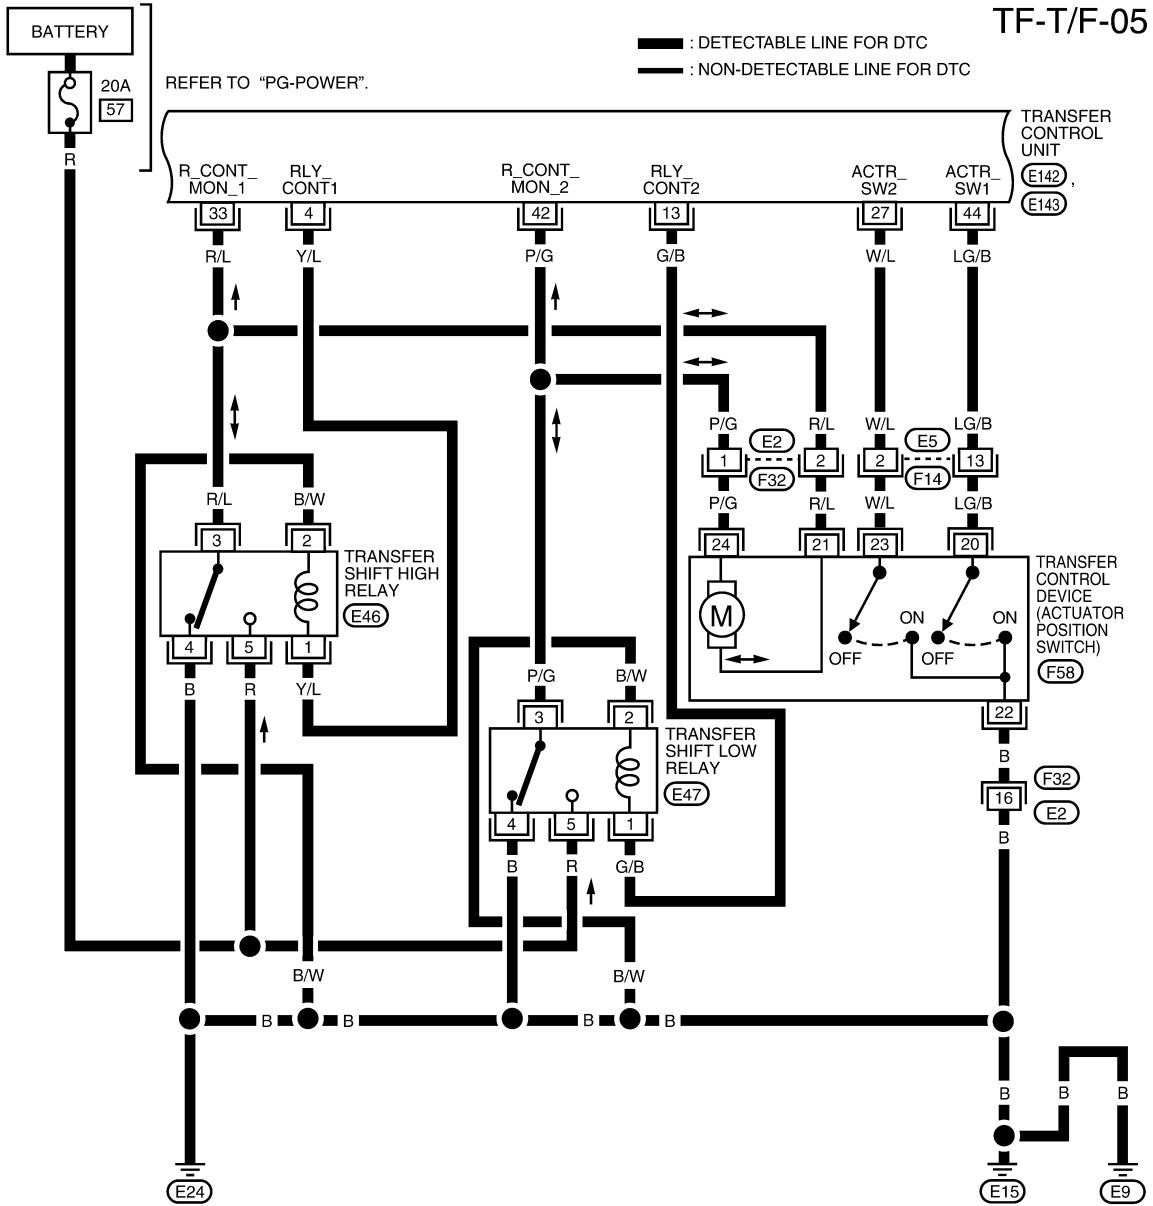 TF-T/F-05
BATTERY
: DETECTABLE LINE FOR DTC
: NON-DETECTABLE LINE FOR DTC
20A
57
REFER TO “PG-POWER”.
R
TRANSFER
CONTROL
UNIT
E142 ,
E143
R_CONT_
MON_1
RLY_
CONT1
R_CONT_
MON_2
RLY_
CONT2
ACTR_
SW2
ACTR_
SW1
33 4 42 13 27 44
R/L Y/L P/G G/B W/L LG/B
P/G R/L W/L LG/B
1 E2 2 2 E5 13
F32 F14
P/G R/L W/L LG/B
R/L B/W
3 2
24 21 23 20
TRANSFER
SHIFT HIGH
RELAY
E46
TRANSFER
CONTROL
DEVICE
(ACTUATOR
POSITION
SWITCH)
F58
M
ON ON
OFF OFF
4 5 1
B R Y/L
P/G B/W
3 2
22
B
TRANSFER
SHIFT LOW
RELAY
E47
F32
16
E2
B
4 5 1
B R G/B
B/W B/W
B B B B
B B B
E24 E15 E9